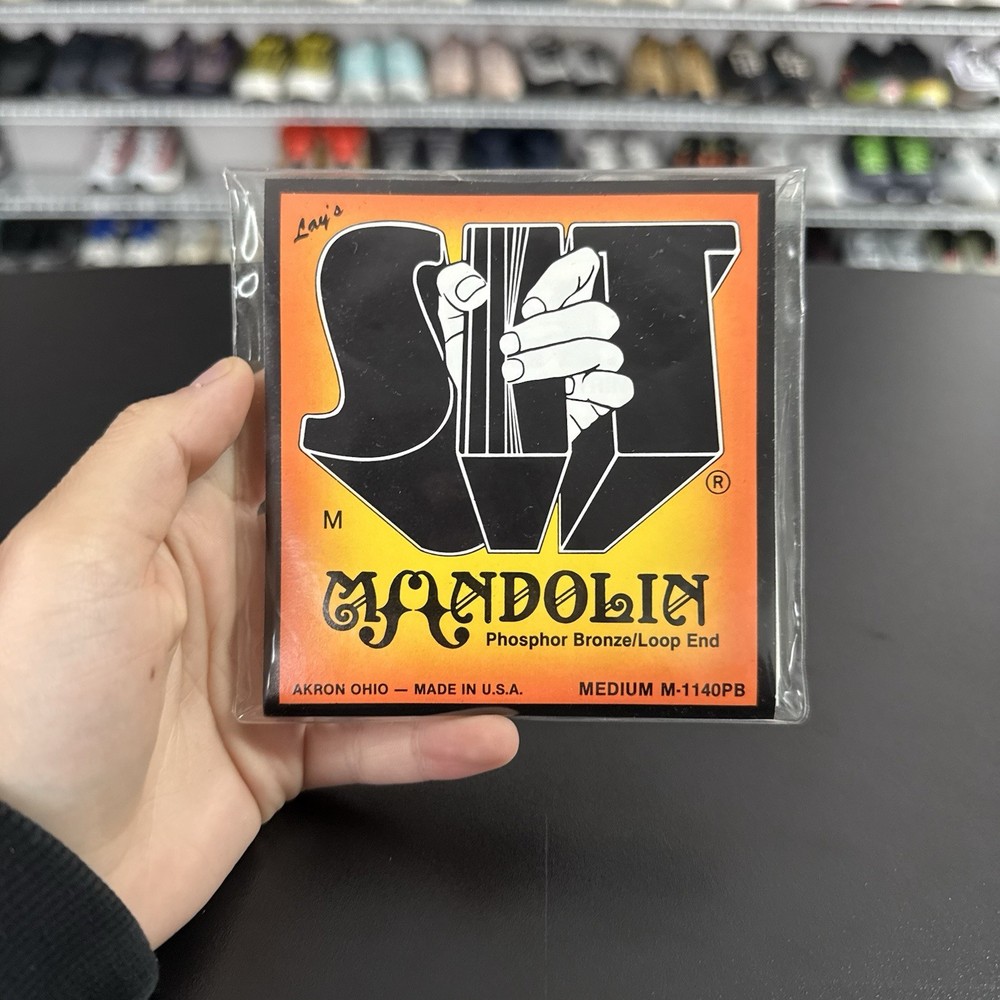 Lay's
SIT
®
M
MANDOLIN
Phosphor Bronze/Loop End
AKRON OHIO — MADE IN U.S.A.
MEDIUM M-1140PB